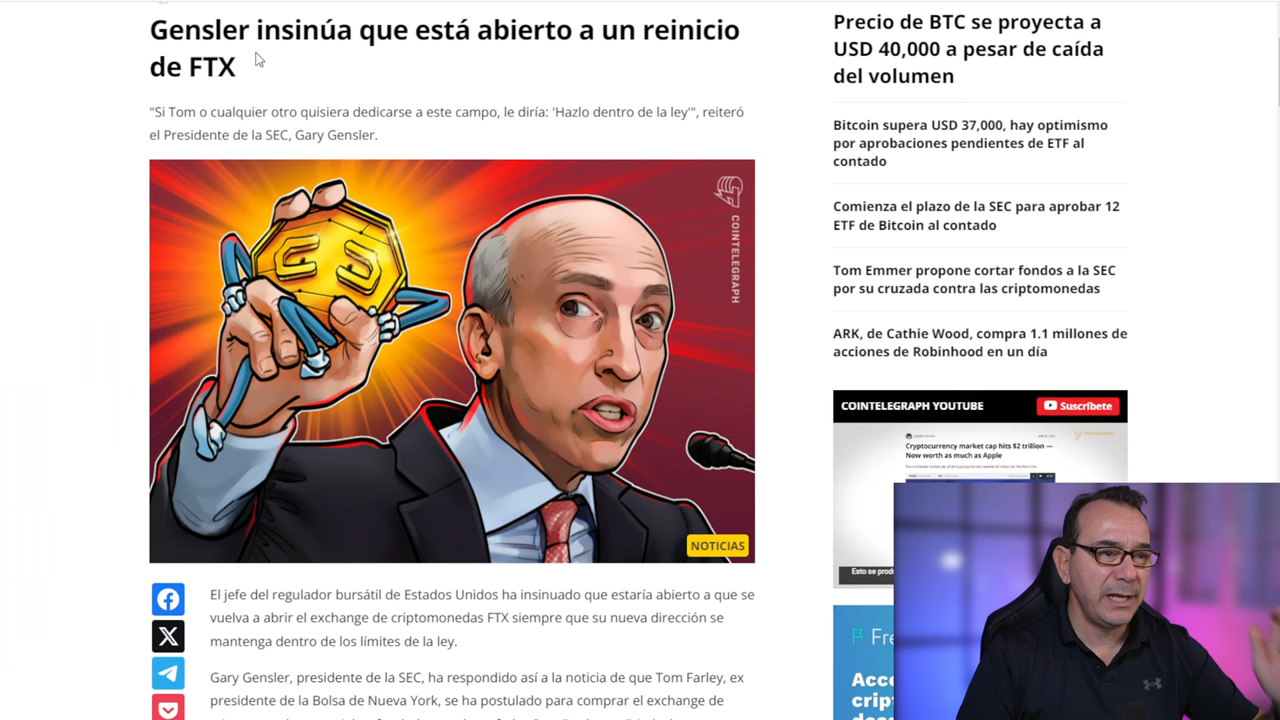 Gensler insinúa que está abierto a un reinicio
de FTX
"Si Tom o cualquier otro quisiera dedicarse a este campo, le diría: 'Hazlo dentro de la ley'", reiteró
el Presidente de la SEC, Gary Gensler.
COINTELEGRAPH
NOTICIAS
El jefe del regulador bursátil de Estados Unidos ha insinuado que estaría abierto a que se
vuelva a abrir el exchange de criptomonedas FTX siempre que su nueva dirección se
mantenga dentro de los límites de la ley.
Gary Gensler, presidente de la SEC, ha respondido así a la noticia de que Tom Farley, ex
presidente de la Bolsa de Nueva York, se ha postulado para comprar el exchange de
Precio de BTC se proyecta a
USD 40,000 a pesar de caída
del volumen
Bitcoin supera USD 37,000, hay optimismo
por aprobaciones pendientes de ETF al
contado
Comienza el plazo de la SEC para aprobar 12
ETF de Bitcoin al contado
Tom Emmer propone cortar fondos a la SEC
por su cruzada contra las criptomonedas
ARK, de Cathie Wood, compra 1.1 millones de
acciones de Robinhood en un día
COINTELEGRAPH YOUTUBE
Suscríbete
Cryptocurrency market cap hits $2 trillion —
Now worth as much as Apple
Esto se prod
Fre
Acce
crip